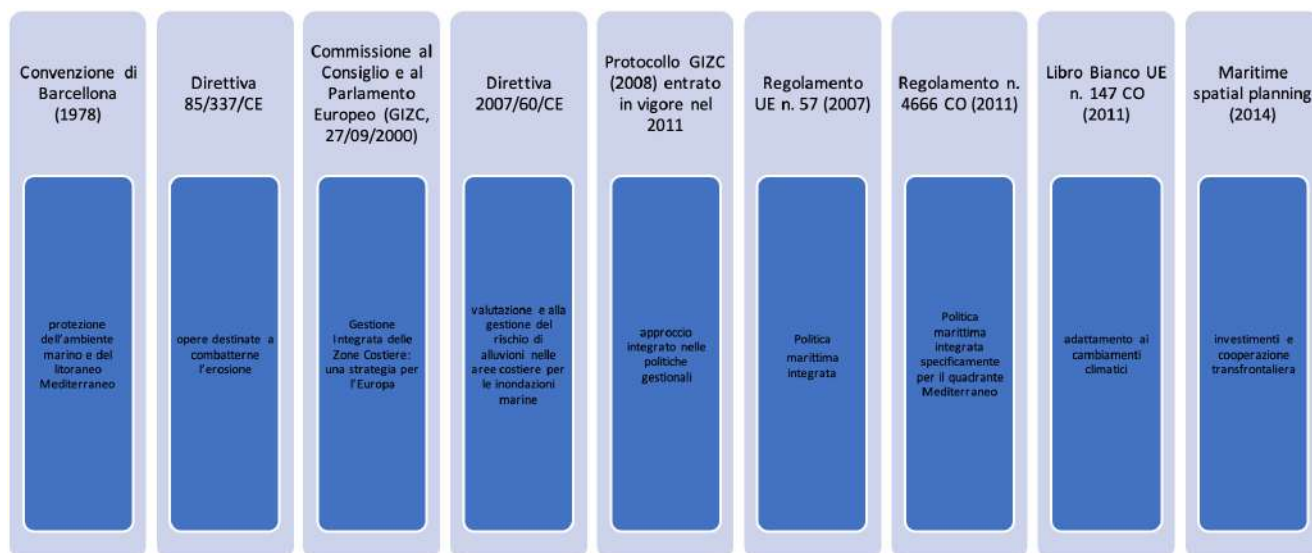 Convenzione di
Barcellona
(1978)
Direttiva
85/337/CE
Commissione al
Consiglio e al
Parlamento
Europeo (GIZC,
27/09/2000)
Direttiva
2007/60/CE
Protocollo GIZC
(2008) entrato
in vigore nel
2011
Regolamento
UE n. 57 (2007)
Regolamento n.
4666 CO (2011)
Libro Bianco UE
n. 147 CO
(2011)
Maritime
spatial planning
(2014)
protezione
dell'ambiente
marino e del
litoraneo
Mediterraneo
opere destinate a
combatterne
l'erosione
Gestione
Integrata delle
Zone Costiere:
una strategia per
l'Europa
valutazione e alla
gestione del
rischio di
alluvioni nelle
aree costiere per
le inondazioni
marine
approccio
integrato nelle
politiche
gestionali
Politica
marittima
integrata
Politica
marittima
integrata
specificamente
per il quadrante
Mediterraneo
adattamento ai
cambiamenti
climatici
investimenti e
cooperazione
transfrontaliera